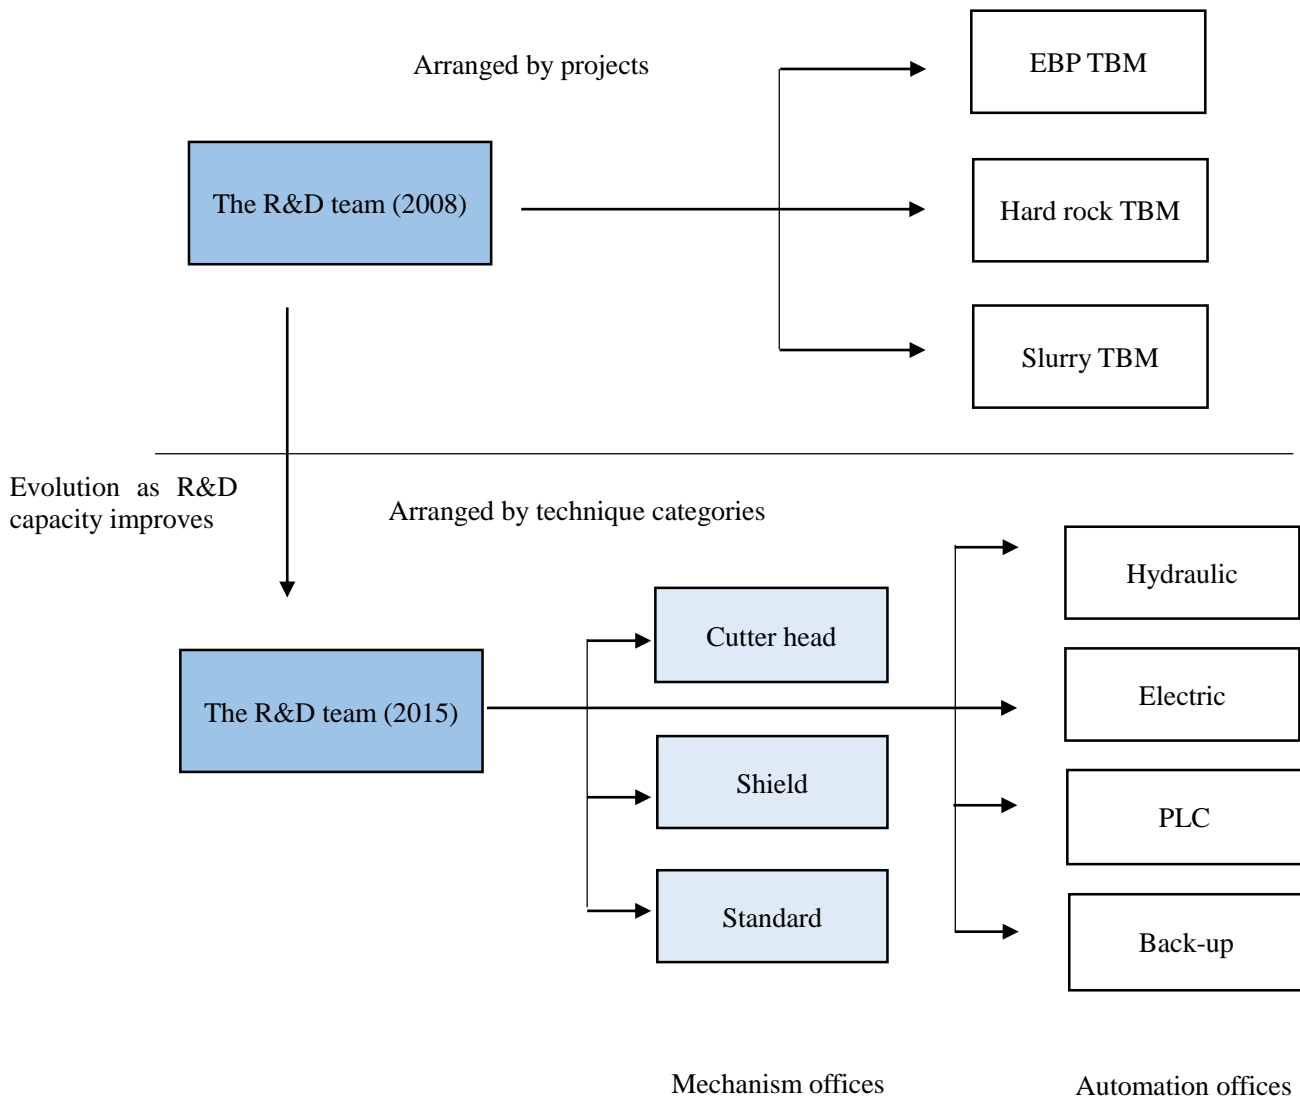 Arranged by projects
EBP TBM
The R&D team (2008)
Hard rock TBM
Slurry TBM
Evolution as R&D
capacity improves
Arranged by technique categories
Hydraulic
Cutter head
Electric
The R&D team (2015)
Shield
PLC
Standard
Back-up
Mechanism offices
Automation offices